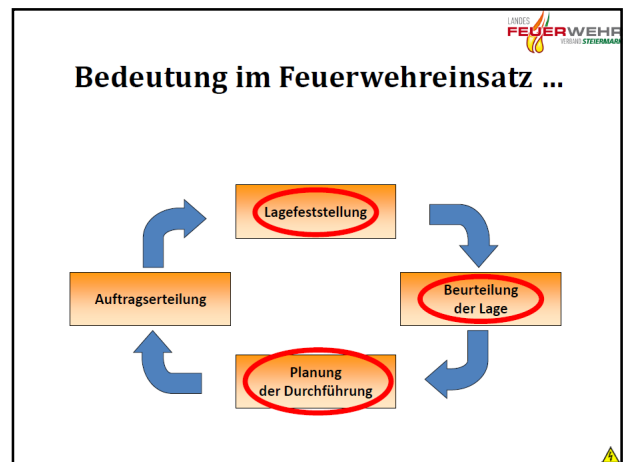 LANDES
FEUERWEHR
VERBAND STEIERMARK
Bedeutung im Feuerwehreinsatz ...
Lagefeststellung
Auftragserteilung
Beurteilung
der Lage
Planung
der Durchführung